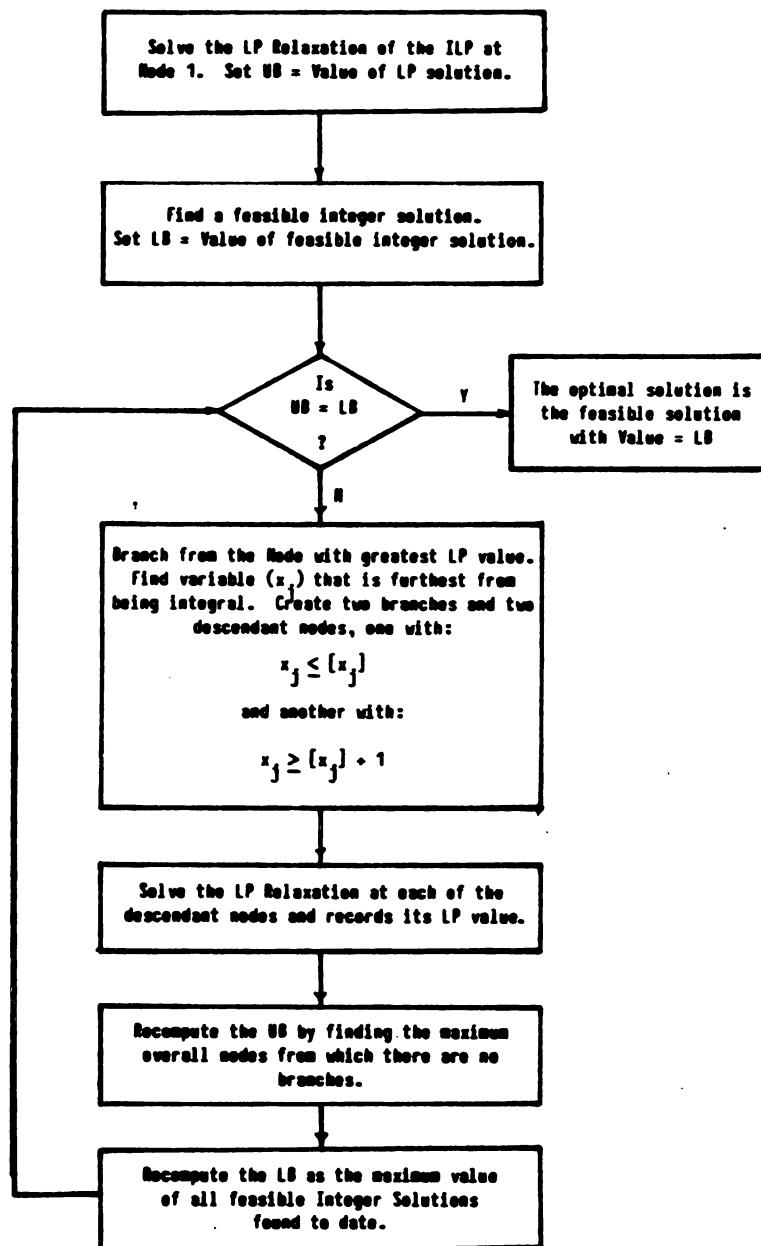 Solve the LP Relaxation of the ILP at
Node 1. Set UB = Value of LP solution.
Find a feasible integer solution.
Set LB = Value of feasible integer solution.
Is
UB = LB
?
Y
The optimal solution is
the feasible solution
with Value = LB
N
Branch from the Node with greatest LP value.
Find variable (x_j) that is furthest from
being integral. Create two branches and two
descendant nodes, one with:
x_j ≤ [x_j]
and another with:
x_j ≥ [x_j] + 1
Solve the LP Relaxation at each of the
descendant nodes and records its LP value.
Recompute the UB by finding the maximum
overall nodes from which there are no
branches.
Recompute the LB as the maximum value
of all feasible Integer Solutions
found to date.